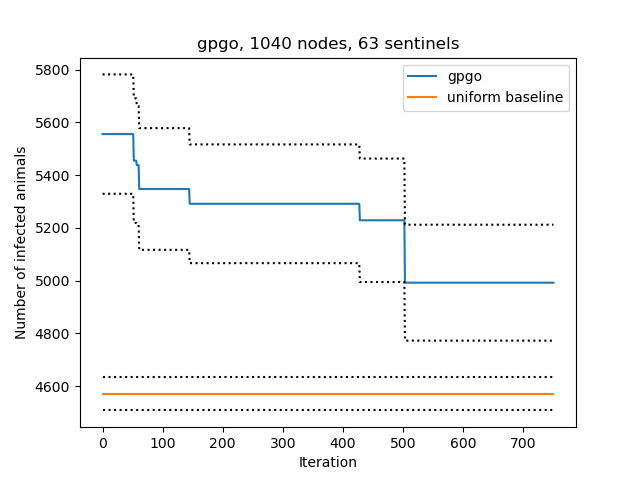 gpgo, 1040 nodes, 63 sentinels
Number of infected animals
5800
5600
5400
5200
5000
4800
4600
gpgo
uniform baseline
0 100 200 300 400 500 600 700
Iteration